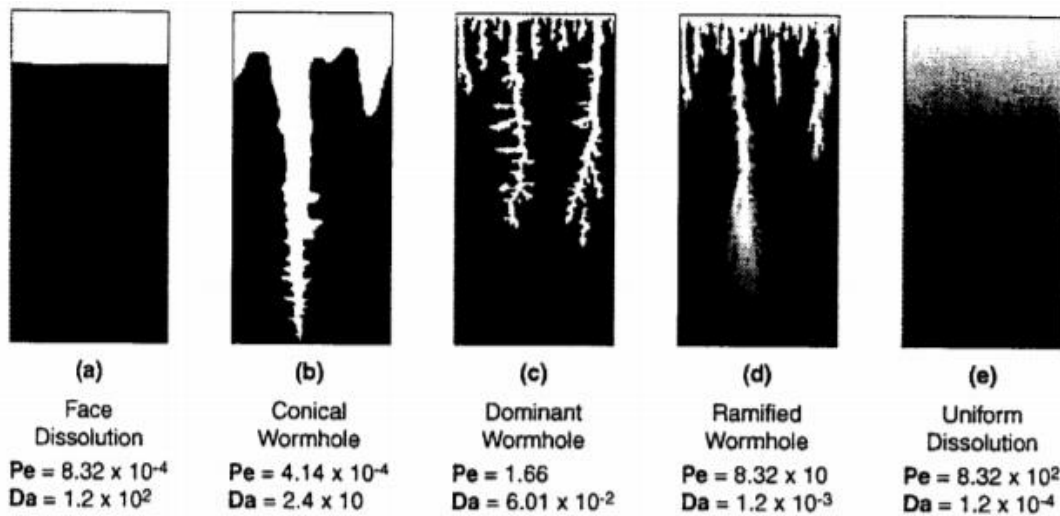 (a)
Face
Dissolution
Pe = 8.32 x 10⁻⁴
Da = 1.2 x 10²
(b)
Conical
Wormhole
Pe = 4.14 x 10⁻⁴
Da = 2.4 x 10
(c)
Dominant
Wormhole
Pe = 1.66
Da = 6.01 x 10⁻²
(d)
Ramified
Wormhole
Pe = 8.32 x 10
Da = 1.2 x 10⁻³
(e)
Uniform
Dissolution
Pe = 8.32 x 10²
Da = 1.2 x 10⁻⁴